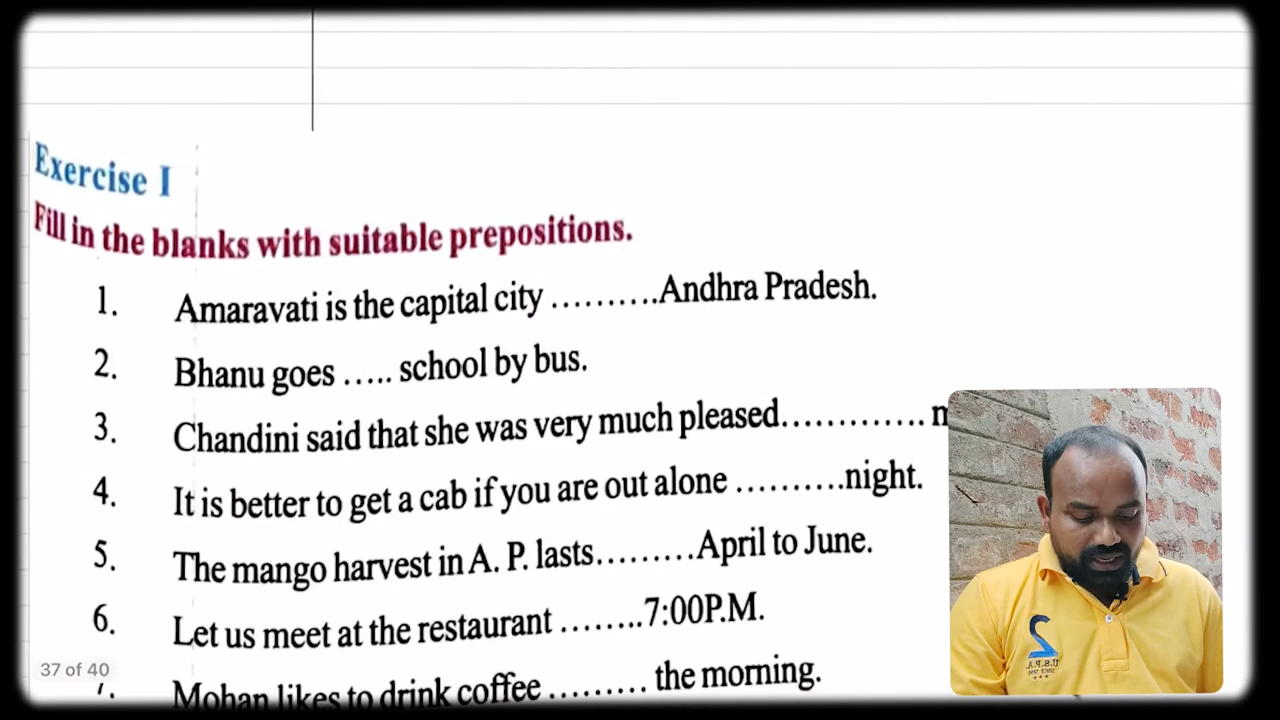 Exercise I
Fill in the blanks with suitable prepositions.
1. Amaravati is the capital city ..........Andhra Pradesh.
2. Bhanu goes ..... school by bus.
3. Chandini said that she was very much pleased.............
4. It is better to get a cab if you are out alone ..........night.
5. The mango harvest in A. P. lasts.........April to June.
6. Let us meet at the restaurant ........7:00P.M.
7. Mohan likes to drink coffee ......... the morning.
37 of 40
2
U.S.P.A.